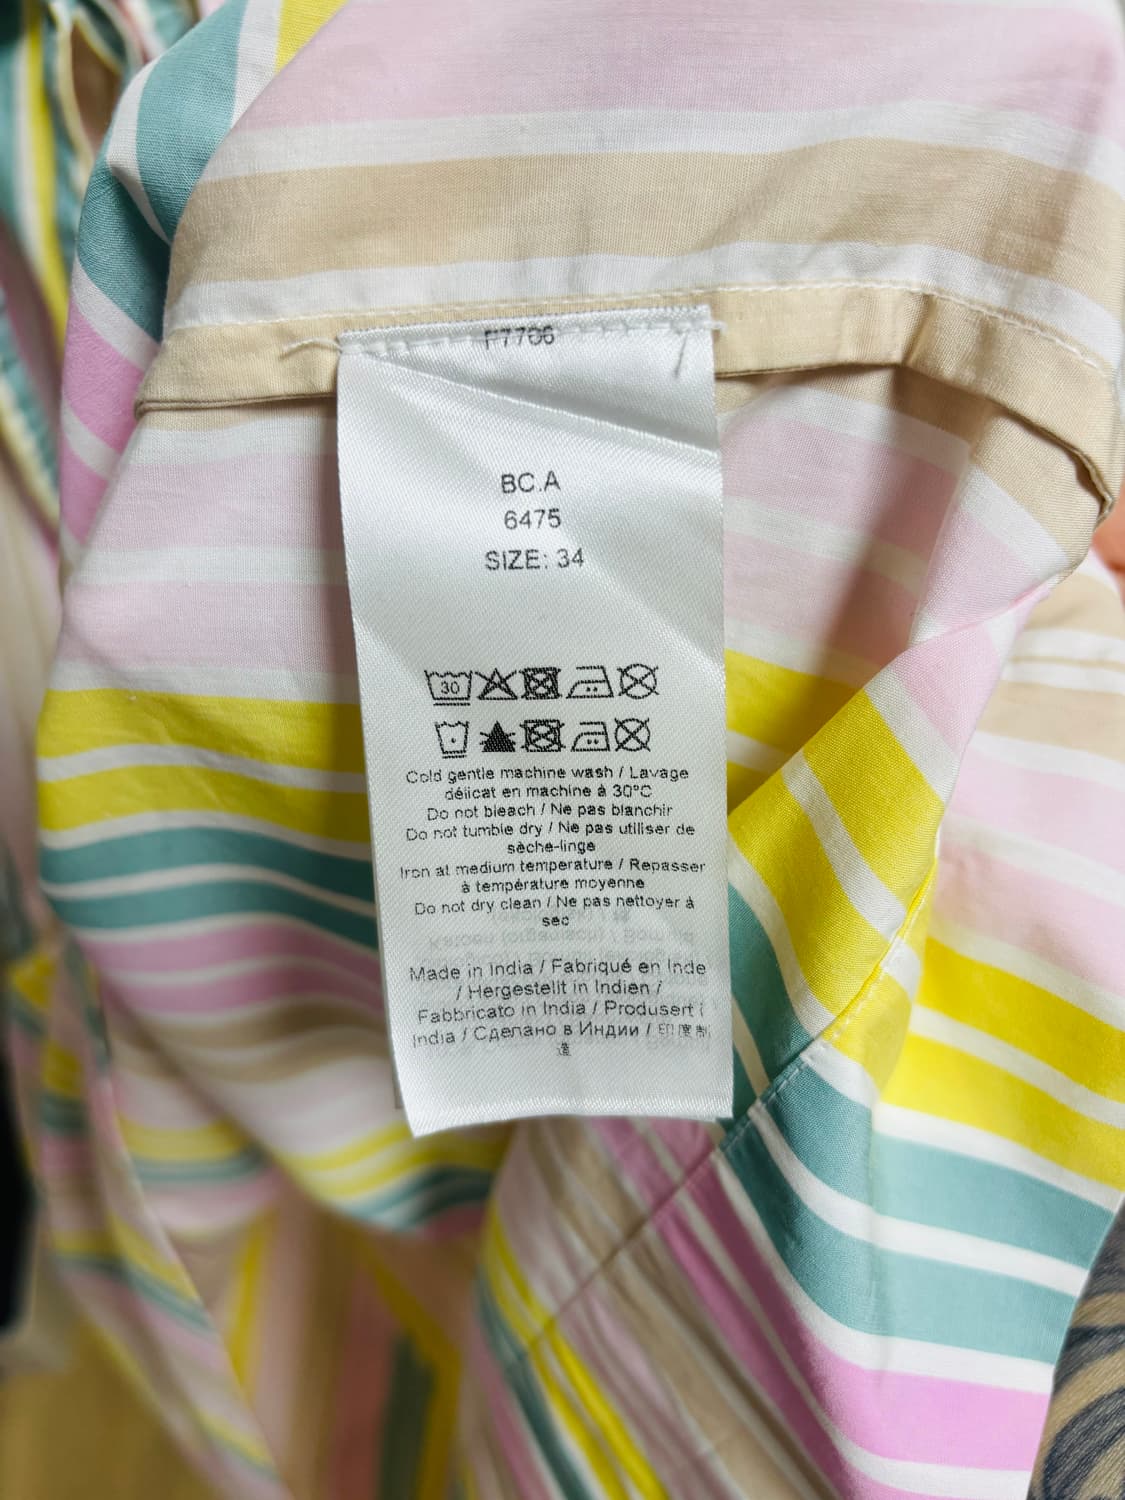 F7706
BC.A
6475
SIZE: 34
30
Cold gentle machine wash / Lavage
délicat en machine à 30°C
Do not bleach / Ne pas blanchir
Do not tumble dry / Ne pas utiliser de
sèche-linge
Iron at medium temperature / Repasser
à température moyenne
Do not dry clean / Ne pas nettoyer à
sec
Made in India / Fabriqué en Inde
/ Hergestellt in Indien /
Fabbricato in India / Produsert i
India / Сделано в Индии / 印度制
造